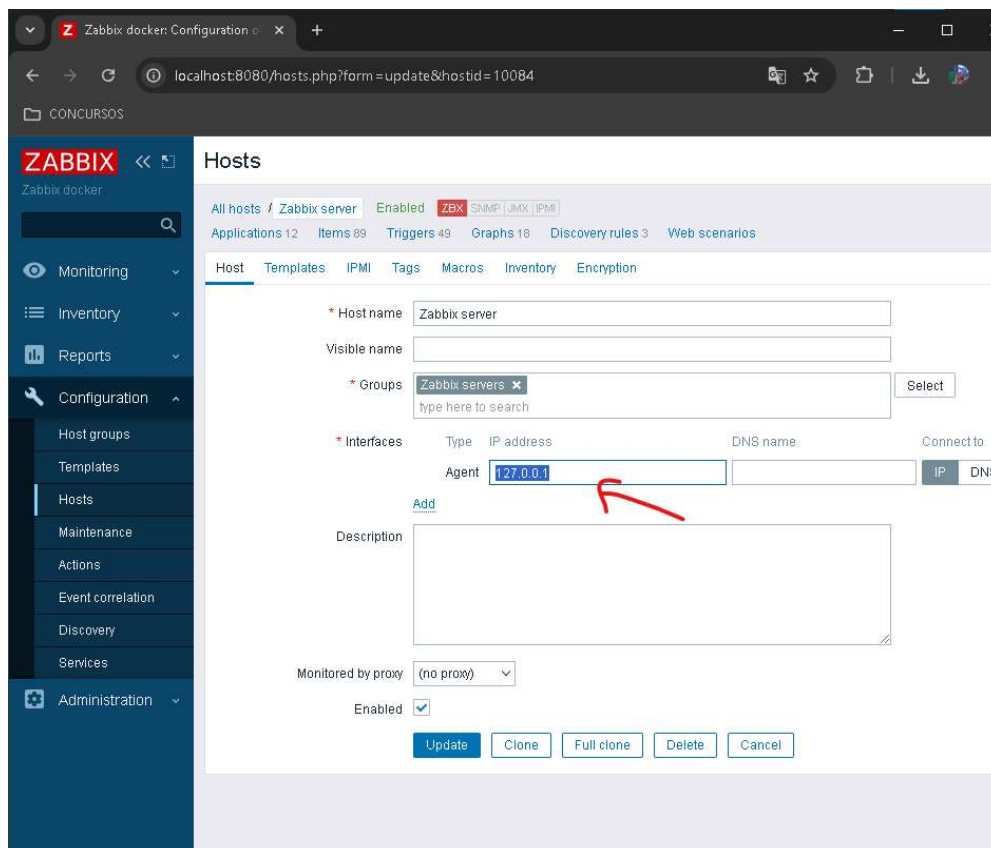 Z Zabbix docker: Configuration o
localhost:8080/hosts.php?form=update&hostid=10084
CONCURSOS
ZABBIX
Zabbix docker
Monitoring
Inventory
Reports
Configuration
Host groups
Templates
Hosts
Maintenance
Actions
Event correlation
Discovery
Services
Administration
Hosts
All hosts / Zabbix server Enabled ZBX SNMP JMX IPMI
Applications 12 Items 89 Triggers 49 Graphs 18 Discovery rules 3 Web scenarios
Host Templates IPMI Tags Macros Inventory Encryption
* Host name Zabbix server
Visible name
* Groups Zabbix servers Select
type here to search
* Interfaces Type IP address DNS name Connect to
Agent 127.0.0.1 IP DNS
Add
Description
Monitored by proxy (no proxy)
Enabled
Update Clone Full clone Delete Cancel